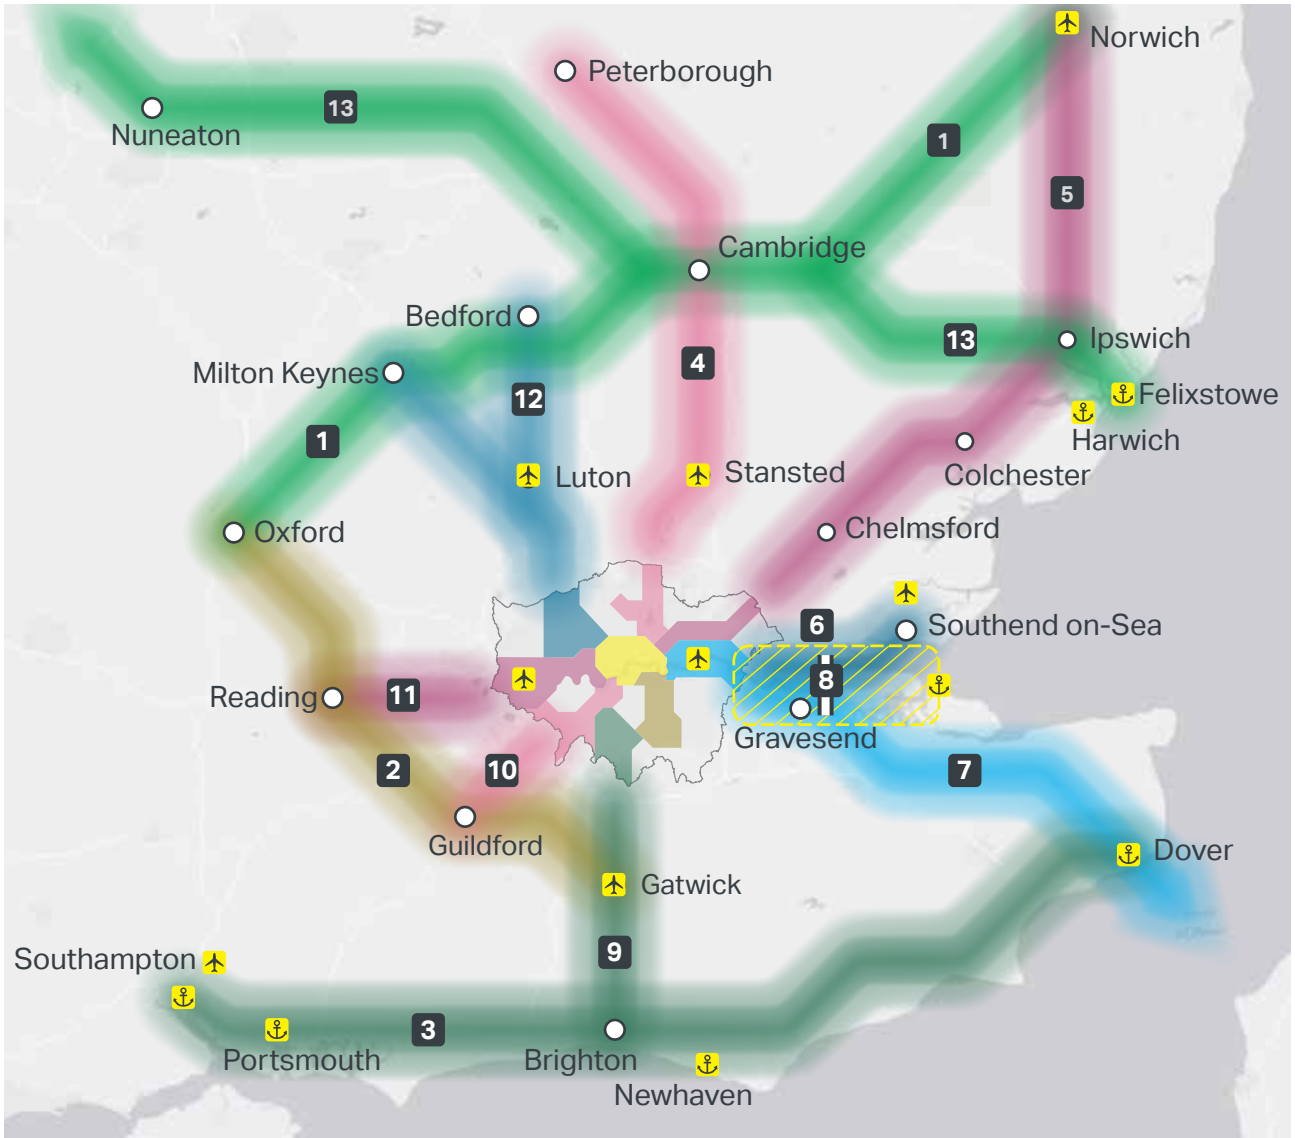 Norwich
Peterborough
13
Nuneaton
1
5
Cambridge
Bedford
Ipswich
13
4
Milton Keynes
12
Felixstowe
1
Harwich
Luton
Stansted
Colchester
Oxford
Chelmsford
6
Southend on-Sea
Reading
11
8
Gravesend
2
10
7
Guildford
Dover
Gatwick
9
Southampton
3
Portsmouth
Brighton
Newhaven